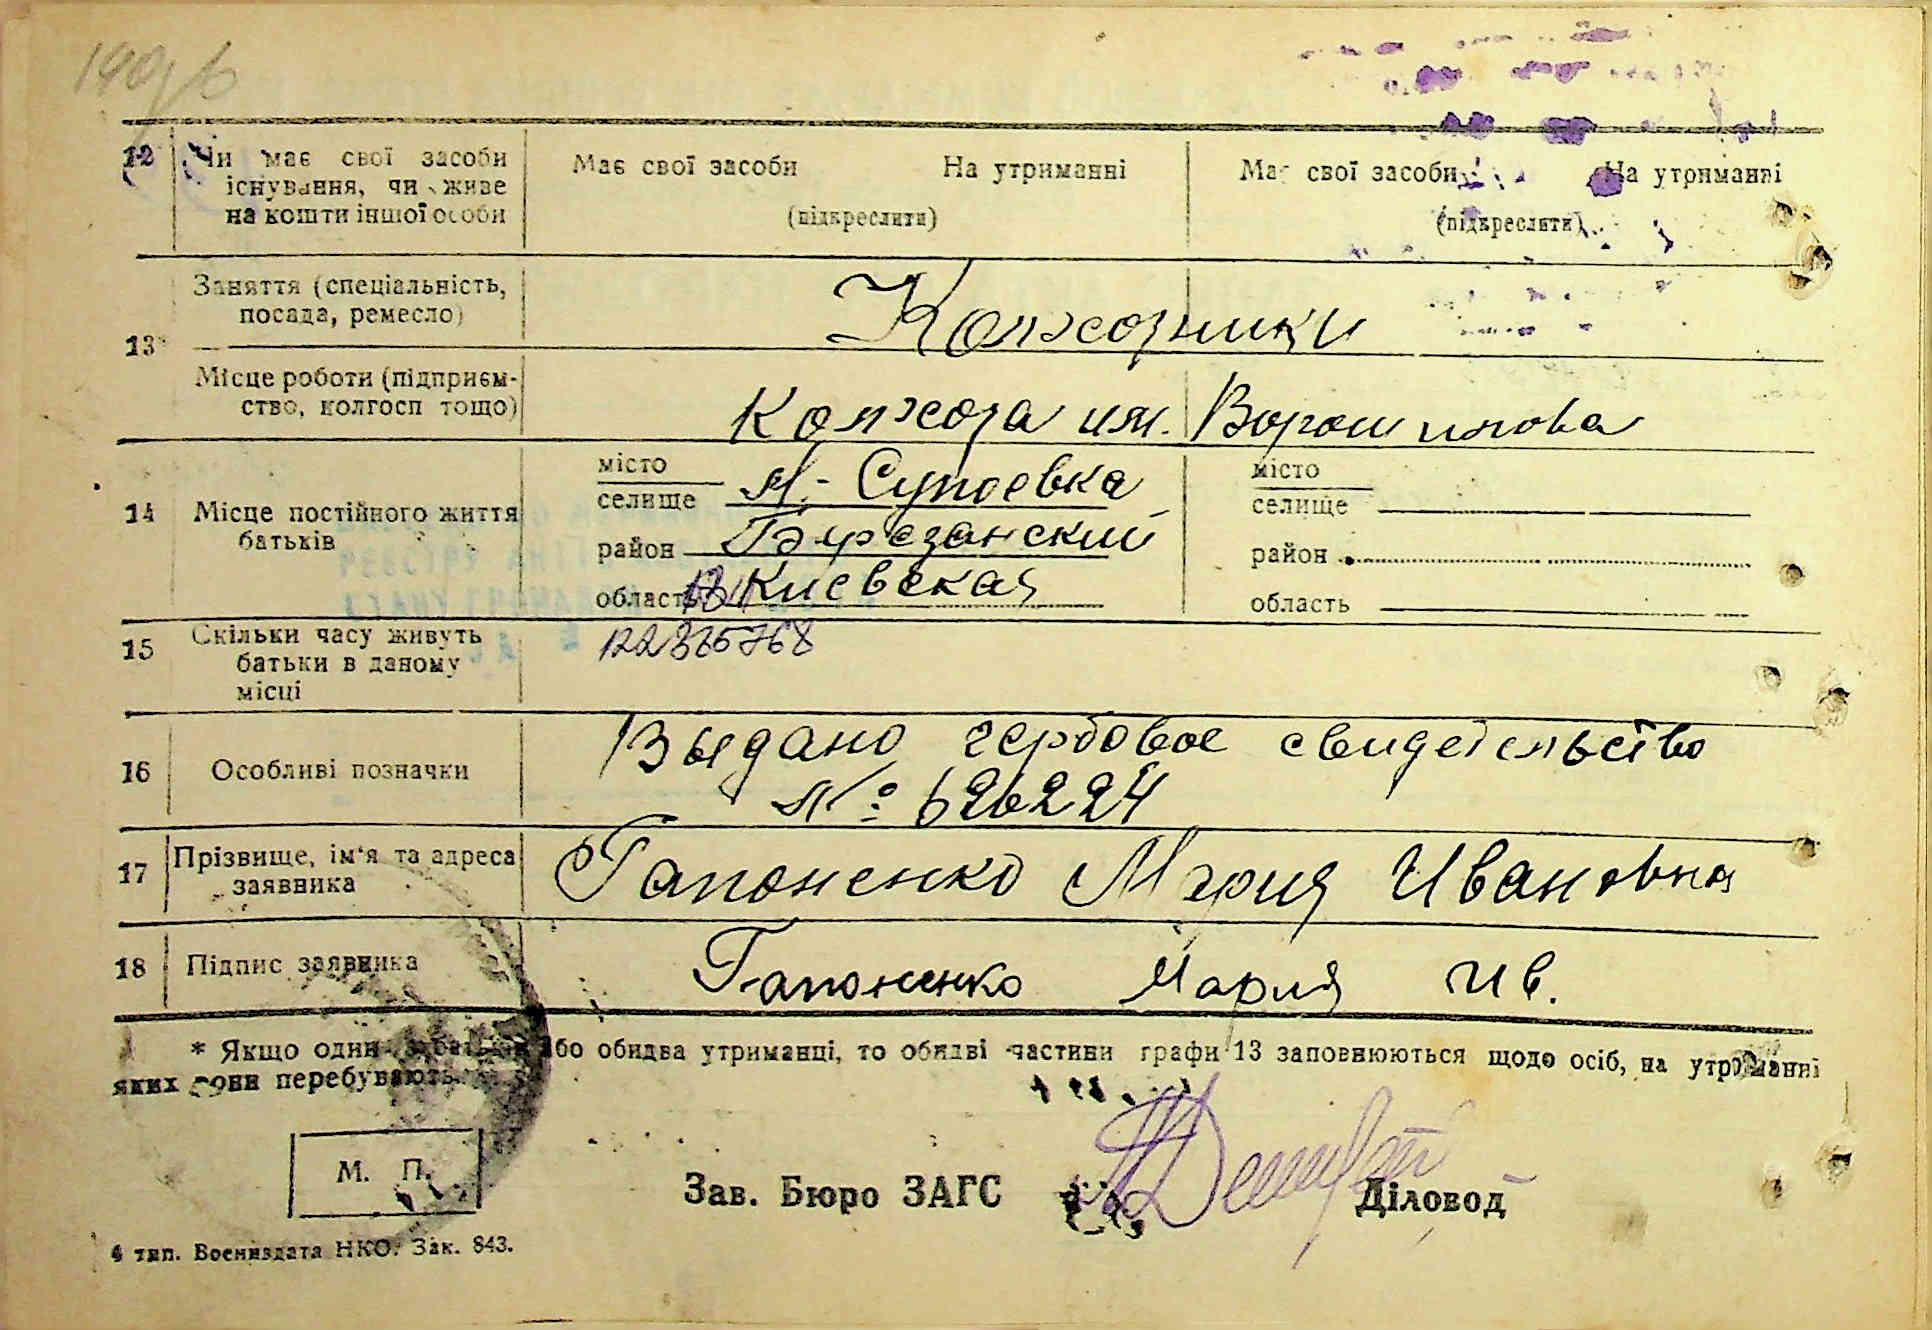 12 Чи має свої засоби існування, чи живе на кошти іншої особи
Має свої засоби На утриманні
(підкреслити)
Має свої засоби На утриманні
(підкреслити)
13
Заняття (спеціальність, посада, ремесло)
Колхозники
Місце роботи (підприємство, колгосп тощо)
Колхоза им. Ворошилова
14 Місце постійного життя батьків
місто
селище М.-Супоевка
район Березанский
область Киевская
місто
селище
район
область
15 Скільки часу живуть батьки в даному місці
122375768
16 Особливі позначки
Выдано гербовое свидетельство
№ 626224
17 Прізвище, ім'я та адреса заявника
Гапоненко Мария Ивановна
18 Підпис заявника
Гапоненко Мария Ив.
* Якщо один з батьків або обидва утриманці, то обидві частини графи 13 заповнюються щодо осіб, на утриманні
яких вони перебувають.
М. П.
Зав. Бюро ЗАГС
Діловод
4 тип. Воениздата НКО. Зак. 843.